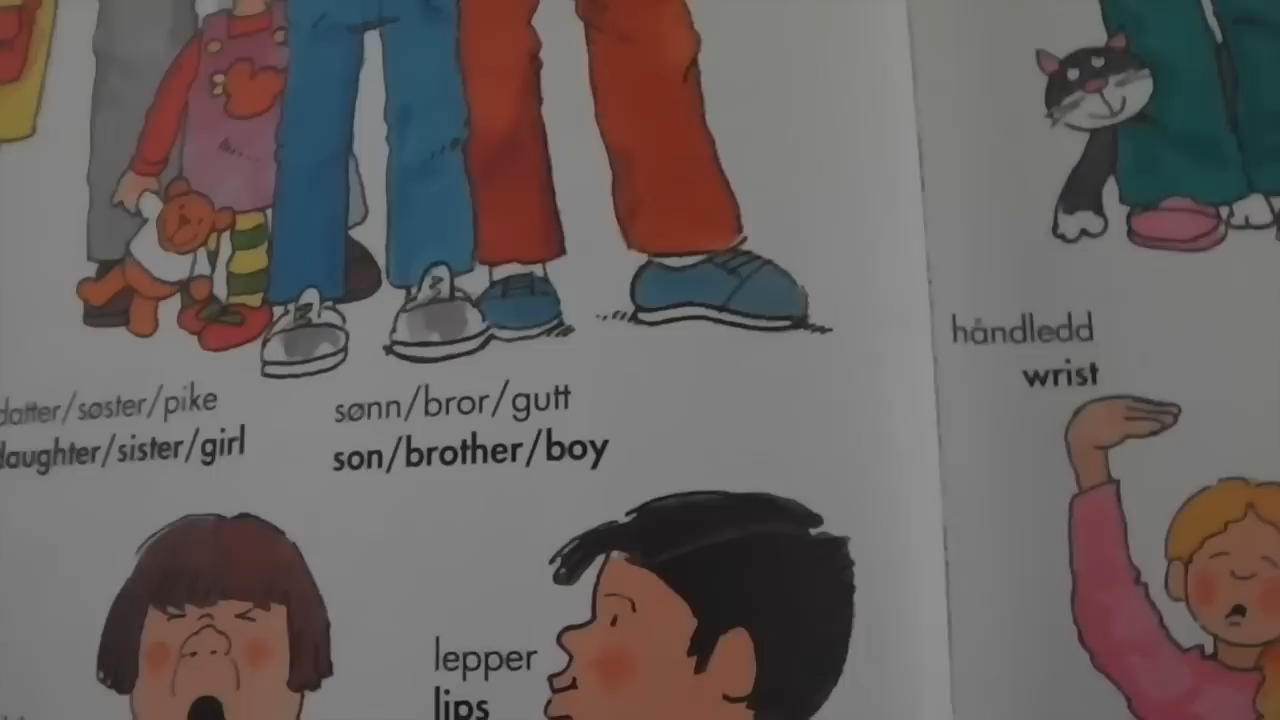 datter/søster/pike
daughter/sister/girl
sønn/bror/gutt
son/brother/boy
lepper
lips
håndledd
wrist